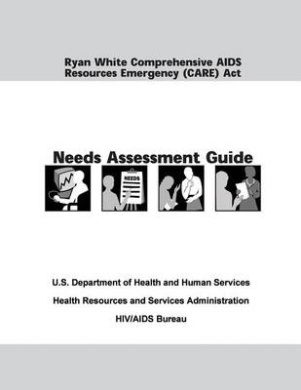 Ryan White Comprehensive AIDS
Resources Emergency (CARE) Act
Needs Assessment Guide
NEEDS
U.S. Department of Health and Human Services
Health Resources and Services Administration
HIV/AIDS Bureau